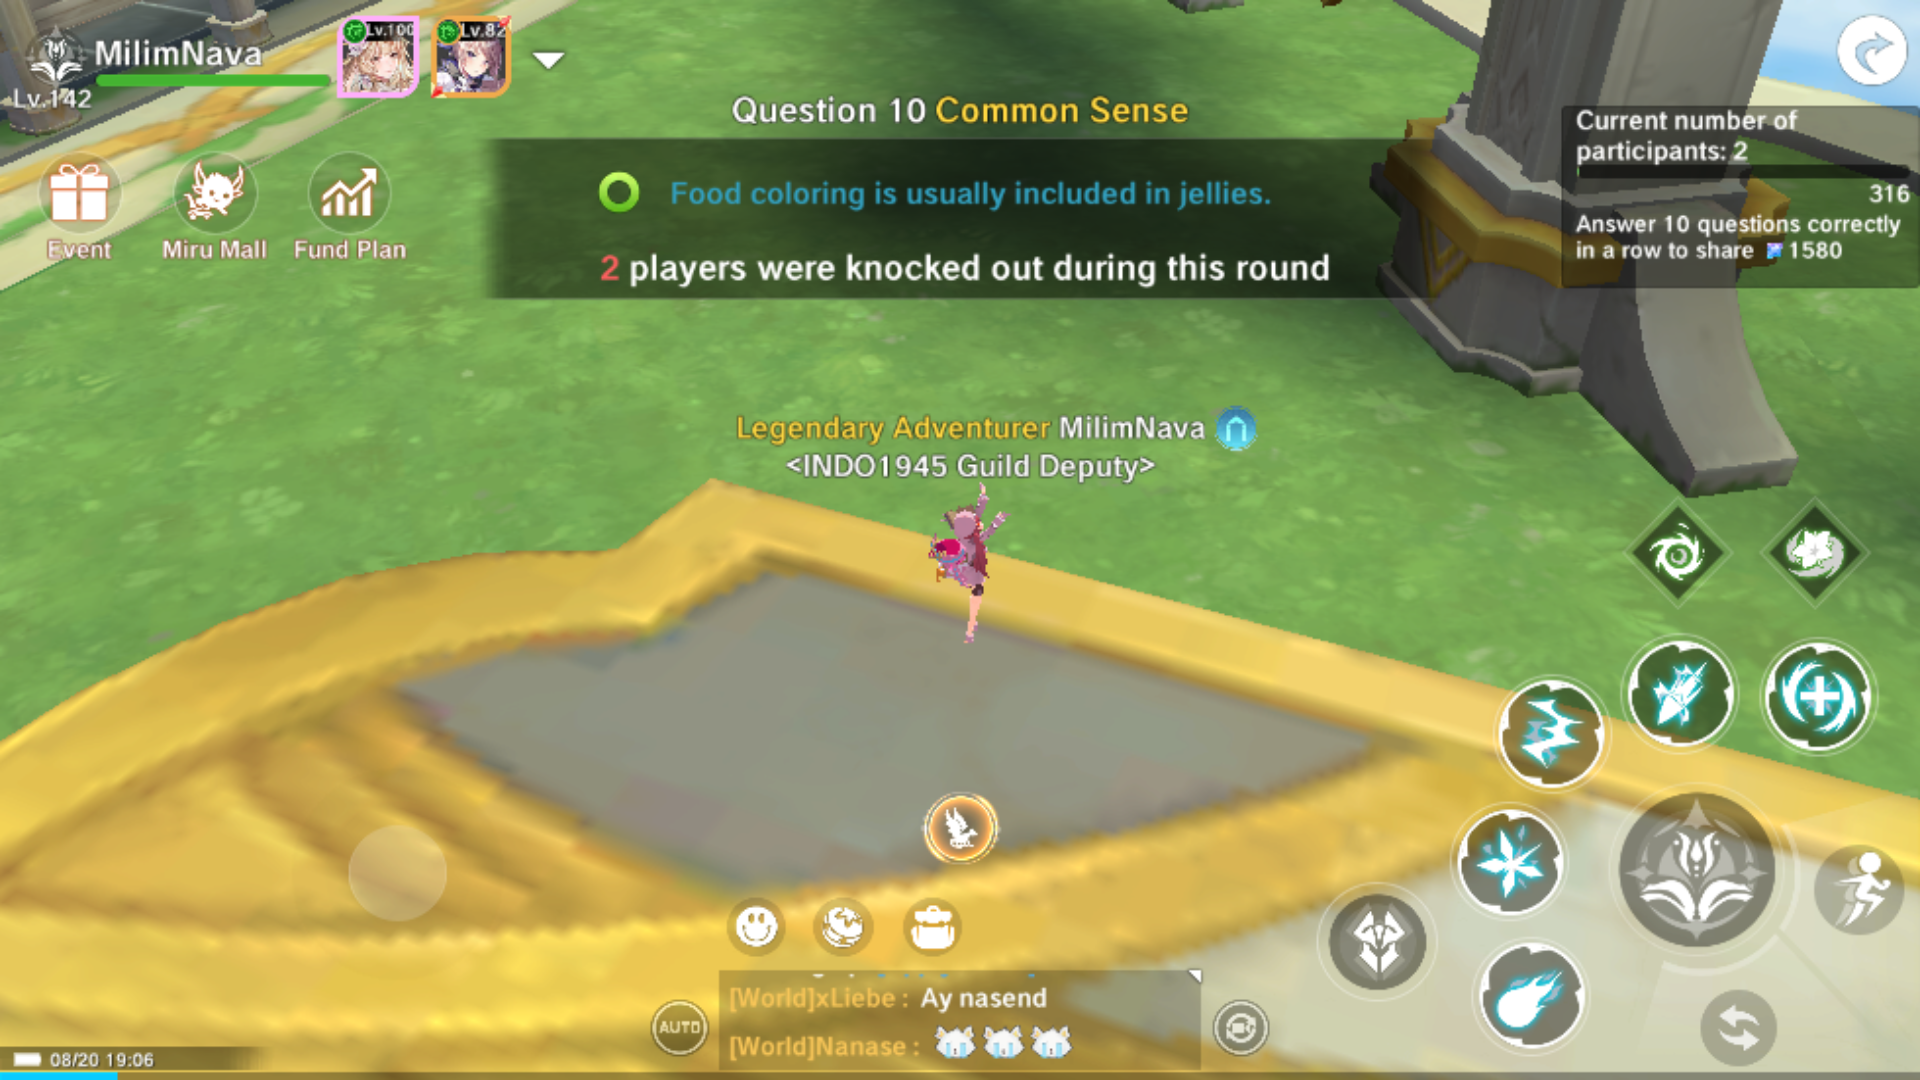 MilimNava
Lv.142
Lv.100
Lv.82
Event
Miru Mall
Fund Plan
Question 10 Common Sense
Food coloring is usually included in jellies.
2 players were knocked out during this round
Current number of
participants: 2
316
Answer 10 questions correctly
in a row to share 1580
Legendary Adventurer MilimNava
<INDO1945 Guild Deputy>
[World]xLiebe : Ay nasend
[World]Nanase :
AUTO
08/20 19:06